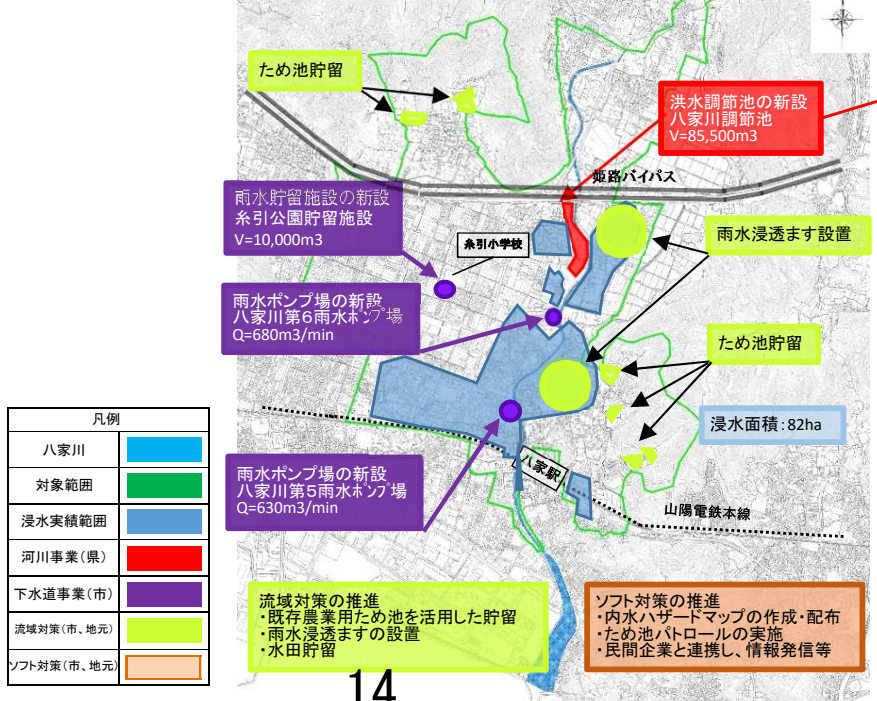 ため池貯留
洪水調節池の新設
八家川調節池
V=85,500m3
姫路バイパス
雨水貯留施設の新設
糸引公園貯留施設
V=10,000m3
糸引小学校
雨水浸透ます設置
雨水ポンプ場の新設
八家川第6雨水ポンプ場
Q=680m3/min
ため池貯留
浸水面積：82ha
雨水ポンプ場の新設
八家川第5雨水ポンプ場
Q=630m3/min
八家駅
山陽電鉄本線
凡例
八家川
対象範囲
浸水実績範囲
河川事業（県）
下水道事業（市）
流域対策（市、地元）
ソフト対策（市、地元）
流域対策の推進
・既存農業用ため池を活用した貯留
・雨水浸透ますの設置
・水田貯留
ソフト対策の推進
・内水ハザードマップの作成・配布
・ため池パトロールの実施
・民間企業と連携し、情報発信等
14